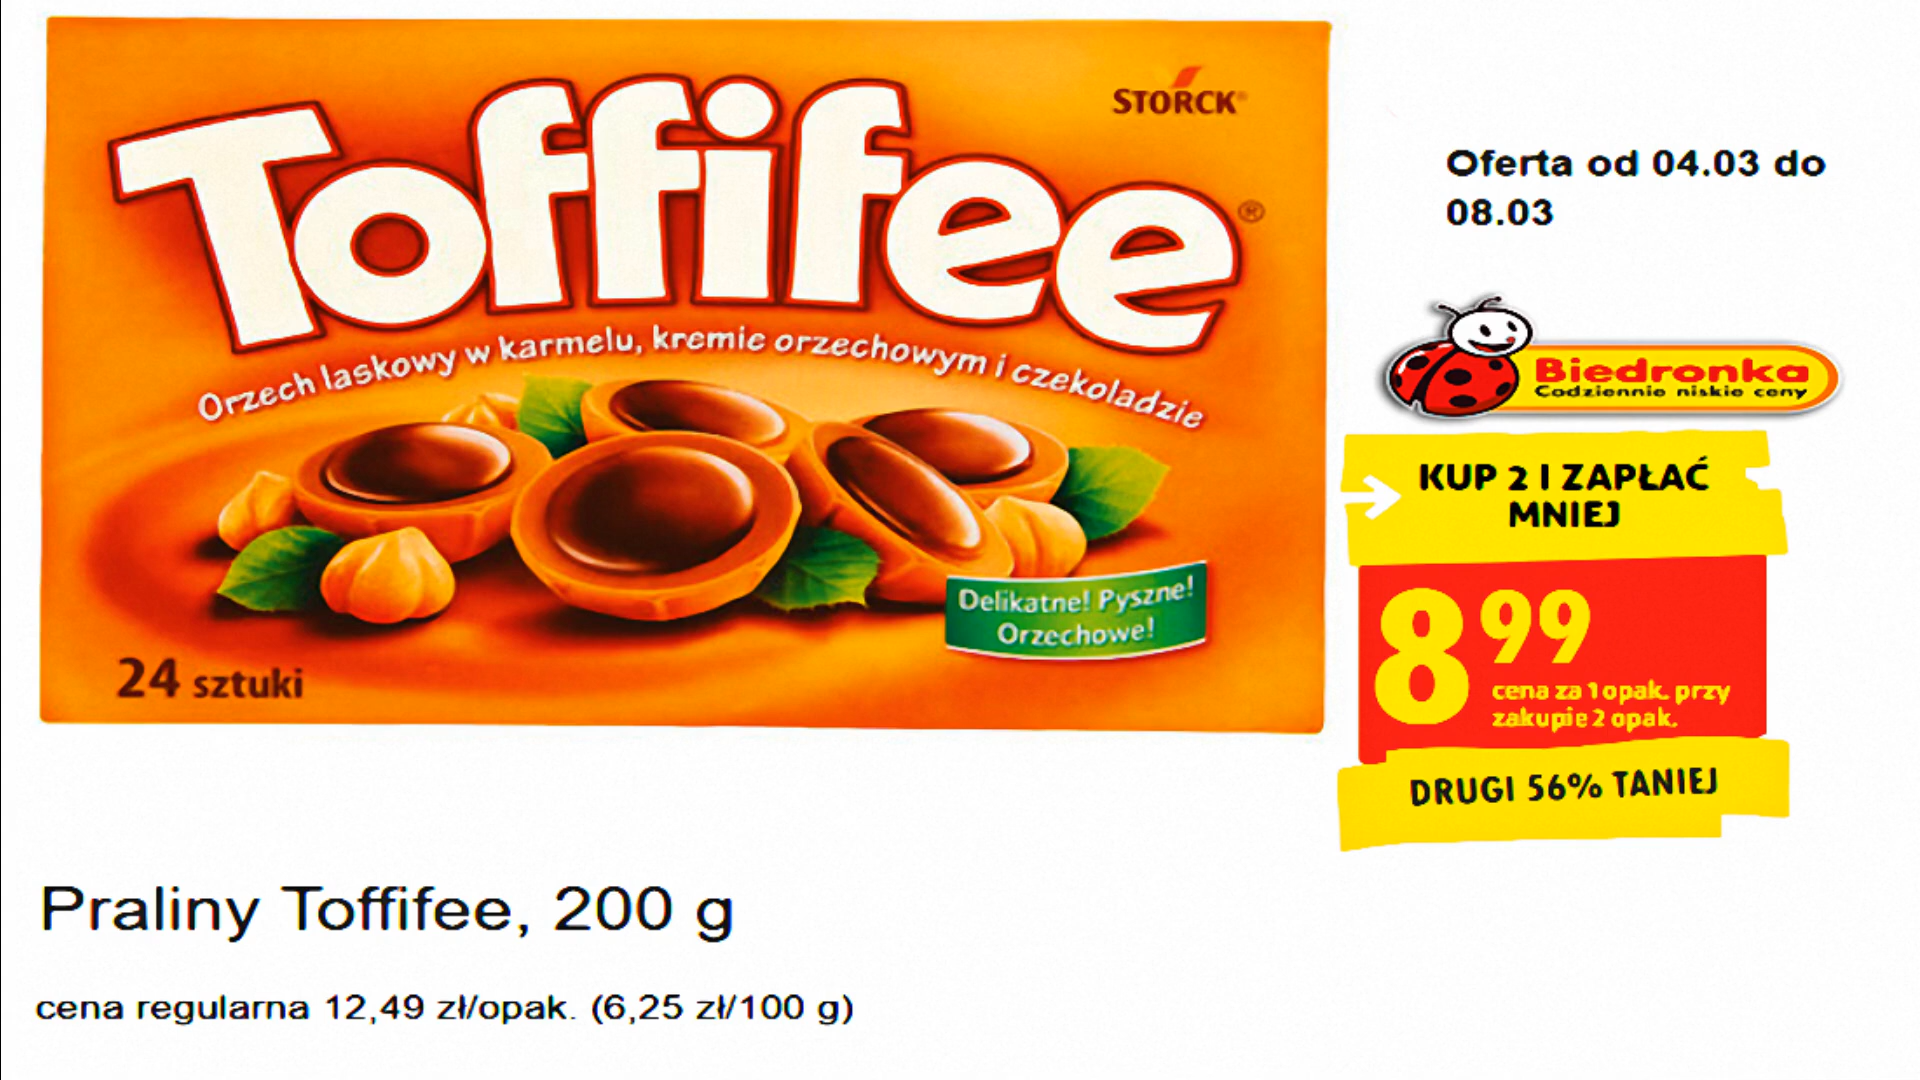 Toffifee®
STORCK®
Orzech laskowy w karmelu, kremie orzechowym i czekoladzie
Delikatne! Pyszne!
Orzechowe!
24 sztuki
Oferta od 04.03 do
08.03
Biedronka
Codziennie niskie ceny
KUP 2 I ZAPŁAĆ
MNIEJ
8 99
cena za 1 opak. przy
zakupie 2 opak.
DRUGI 56% TANIEJ
Praliny Toffifee, 200 g
cena regularna 12,49 zł/opak. (6,25 zł/100 g)